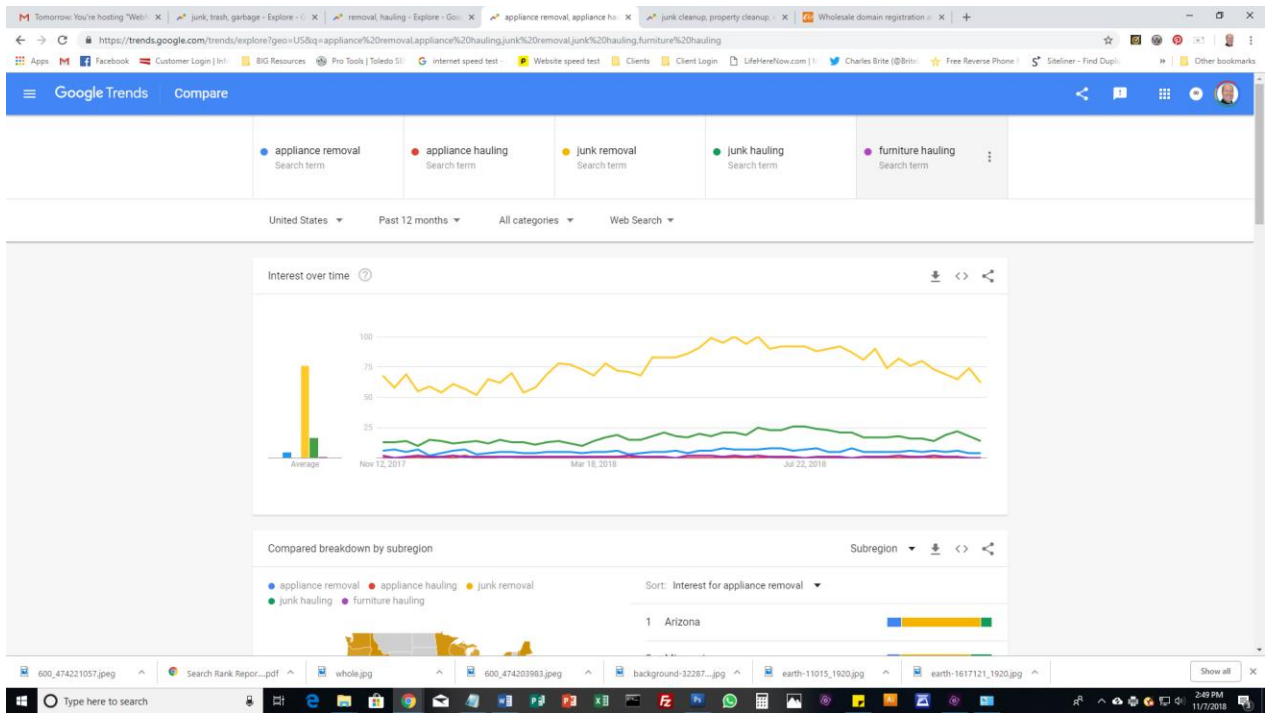 Tomorrow: You're hosting "Web
junk, trash, garbage - Explore - G
removal, hauling - Explore - Goo
appliance removal, appliance ha
junk cleanup, property cleanup,
Wholesale domain registration a
https://trends.google.com/trends/explore?geo=US&q=appliance%20removal,appliance%20hauling,junk%20removal,junk%20hauling,furniture%20hauling
Apps
Facebook
Customer Login | Inf
BIG Resources
Pro Tools | Toledo SE
internet speed test -
Website speed test
Clients
Client Login
LifeHereNow.com |
Charles Brite (@Brite
Free Reverse Phone
Siteliner - Find Dupl
Other bookmarks
Google Trends Compare
appliance removal
Search term
appliance hauling
Search term
junk removal
Search term
junk hauling
Search term
furniture hauling
Search term
United States
Past 12 months
All categories
Web Search
Interest over time
100
75
50
25
Average
Nov 12, 2017
Mar 18, 2018
Jul 22, 2018
Compared breakdown by subregion
Subregion
appliance removal appliance hauling junk removal
junk hauling furniture hauling
Sort: Interest for appliance removal
1 Arizona
600_474221057.jpeg
Search Rank Repor....pdf
whole.jpg
600_474203983.jpeg
background-32287....jpg
earth-11015_1920.jpg
earth-1617121_1920.jpg
Show all
Type here to search
2:49 PM
11/7/2018